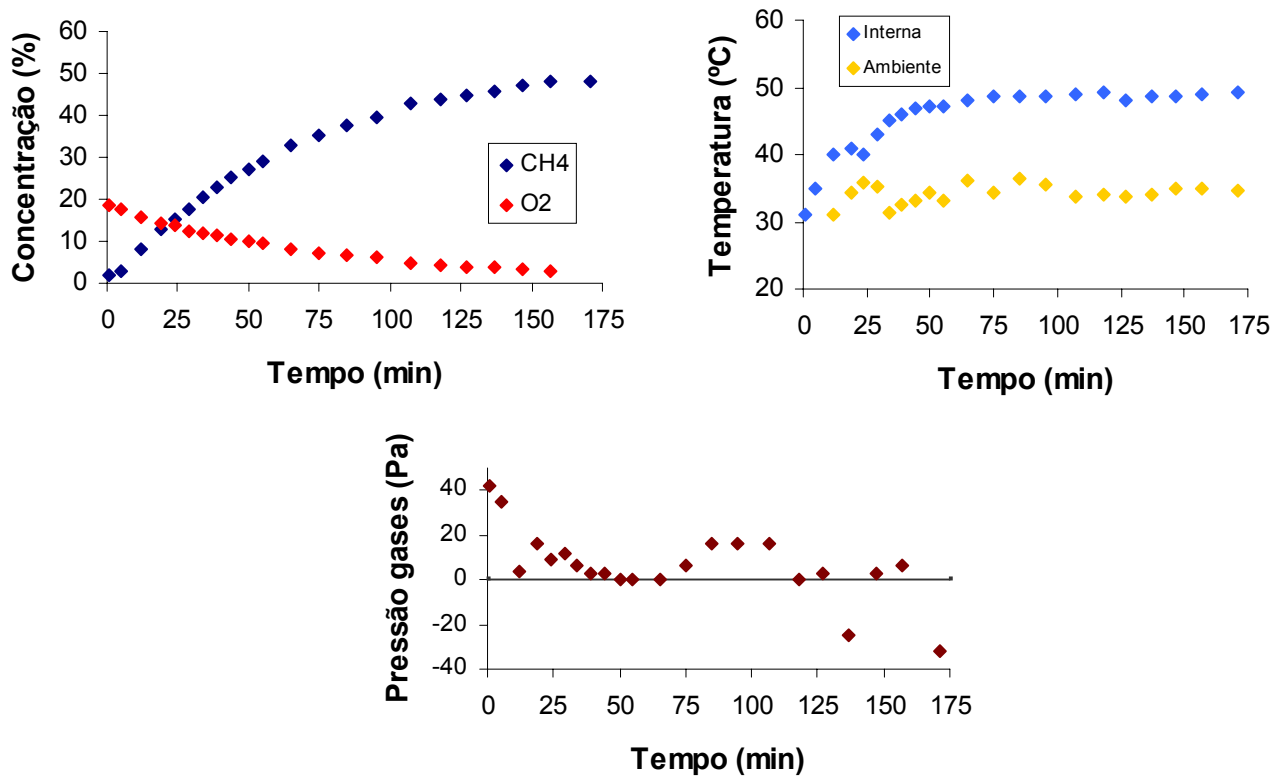 Concentração (%)
60
50
40
30
20
10
0
CH4
O2
0 25 50 75 100 125 150 175
Tempo (min)
Temperatura (ºC)
60
50
40
30
20
Interna
Ambiente
0 25 50 75 100 125 150 175
Tempo (min)
Pressão gases (Pa)
40
20
0
-20
-40
0 25 50 75 100 125 150 175
Tempo (min)